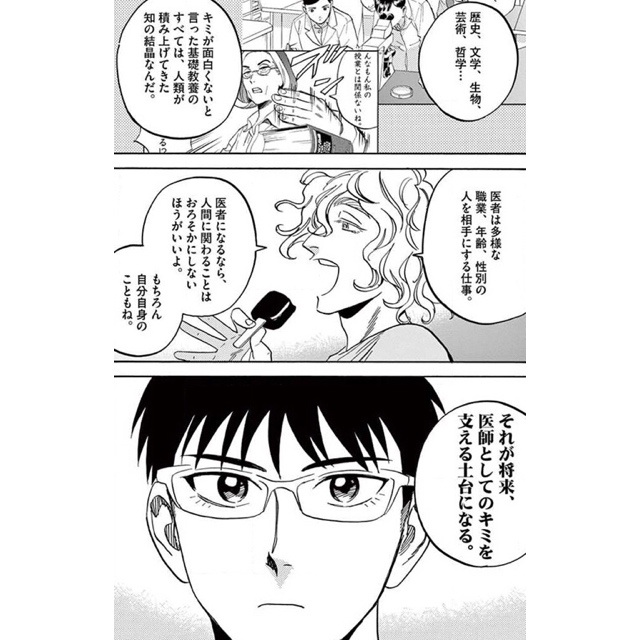 歴史、文学、生物、
芸術、哲学…
キミが面白くないと
言った基礎教養の
すべては、人類が
積み上げてきた
知の結晶なんだ。
んなもん私の
授業とは関係ないね。
る!?
医者は多様な
職業、年齢、性別の
人を相手にする仕事。
医者になるなら、
人間に関わることは
おろそかにしない
ほうがいいよ。
もちろん
自分自身の
こともね。
それが将来、
医師としてのキミを
支える土台になる。